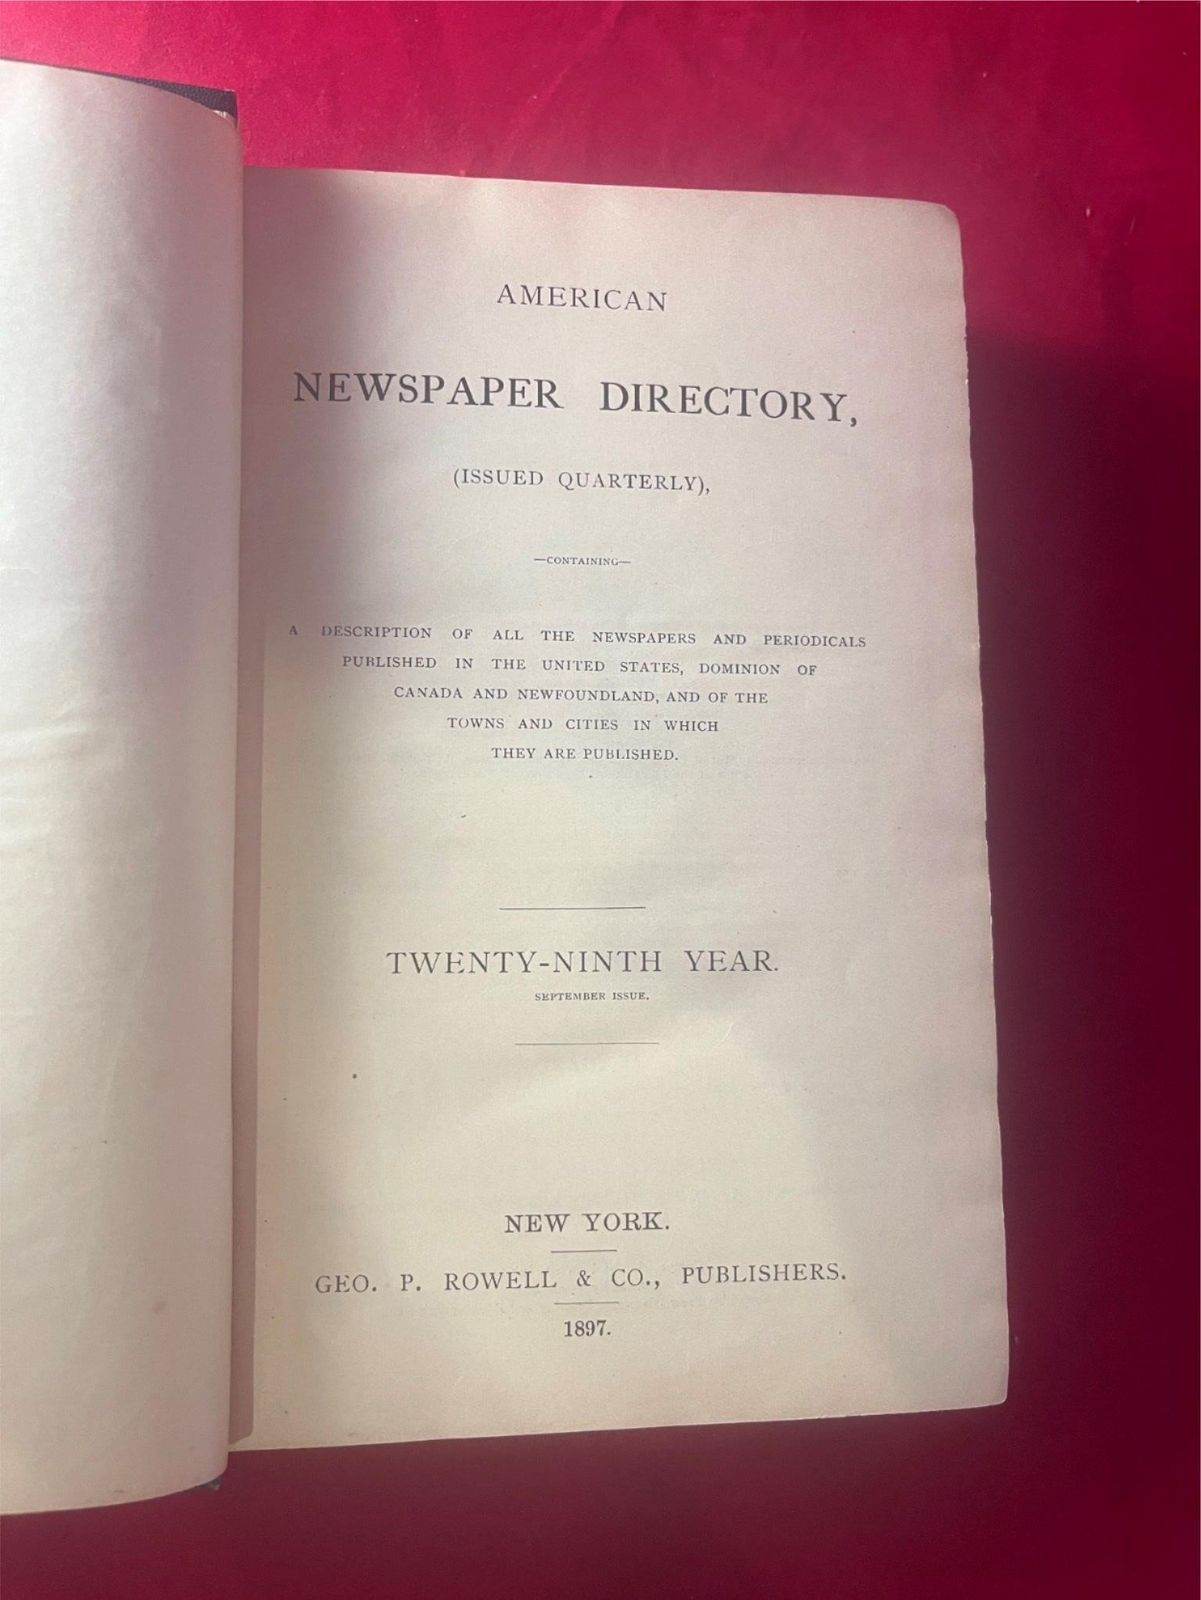 AMERICAN
NEWSPAPER DIRECTORY,
(ISSUED QUARTERLY),
—CONTAINING—
A DESCRIPTION OF ALL THE NEWSPAPERS AND PERIODICALS
PUBLISHED IN THE UNITED STATES, DOMINION OF
CANADA AND NEWFOUNDLAND, AND OF THE
TOWNS AND CITIES IN WHICH
THEY ARE PUBLISHED.
TWENTY-NINTH YEAR.
SEPTEMBER ISSUE.
NEW YORK.
GEO. P. ROWELL & CO., PUBLISHERS.
1897.